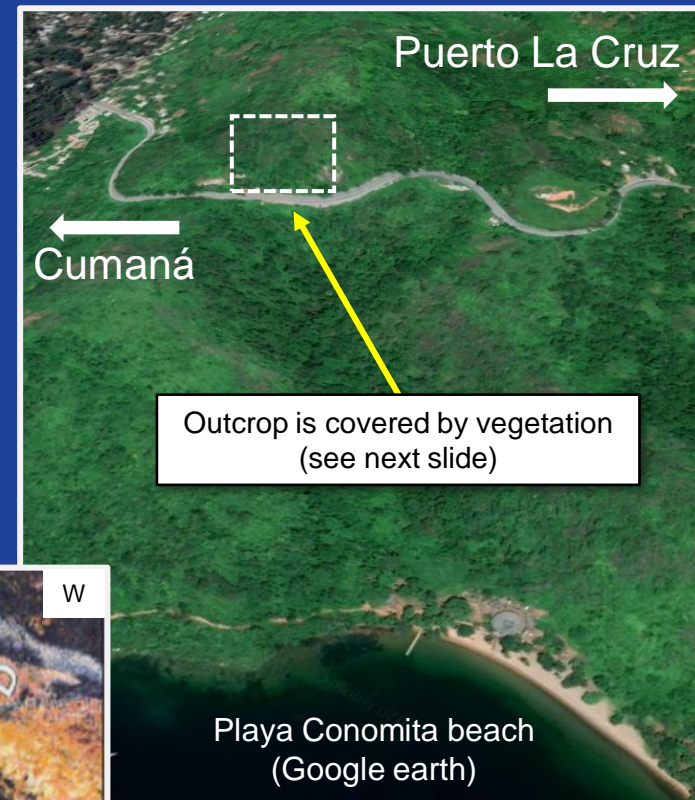 Puerto La Cruz
Cumaná
Outcrop is covered by vegetation
(see next slide)
W
Playa Conomita beach
(Google earth)